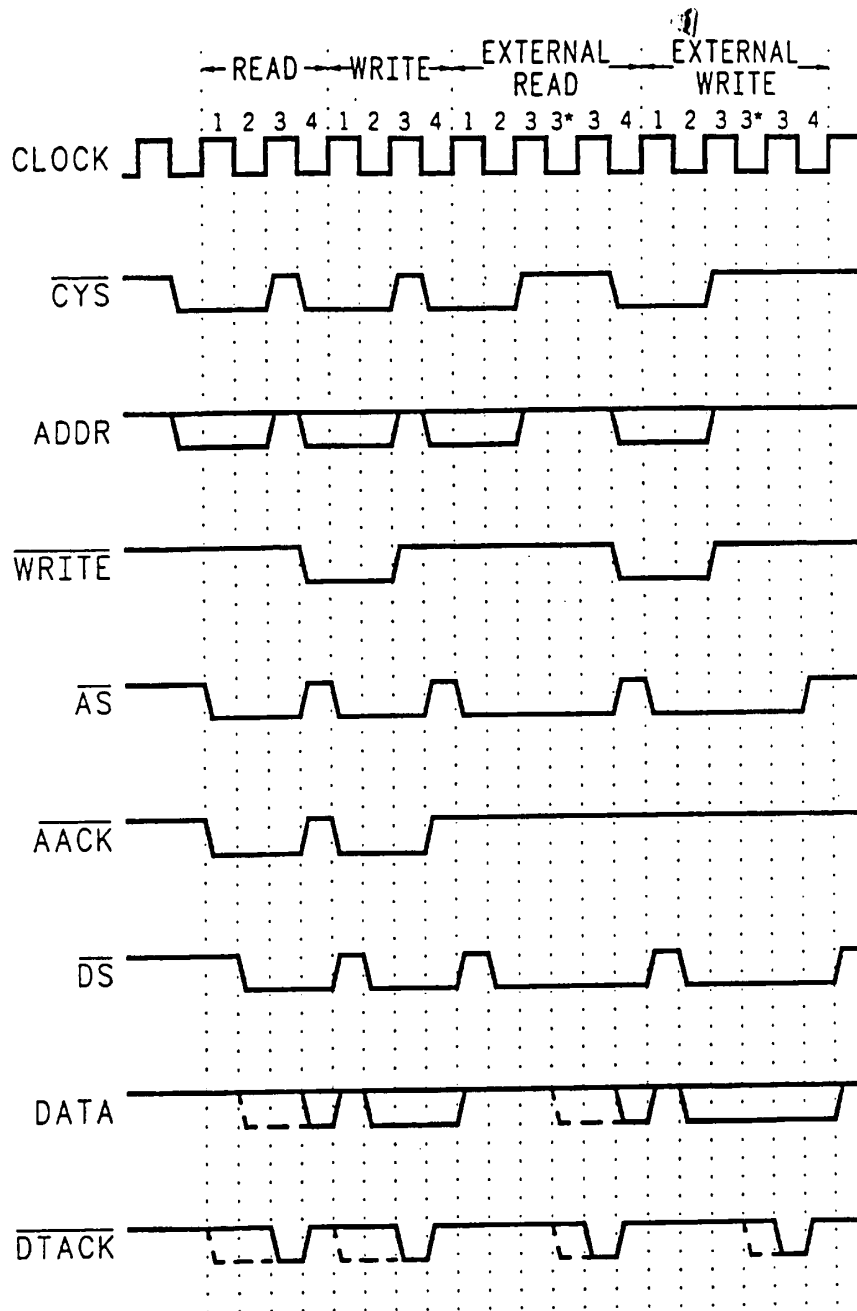 READ WRITE EXTERNAL READ EXTERNAL WRITE
1 2 3 4 1 2 3 4 1 2 3 3* 3 4 1 2 3 3* 3 4
CLOCK
CYS
ADDR
WRITE
AS
AACK
DS
DATA
DTACK